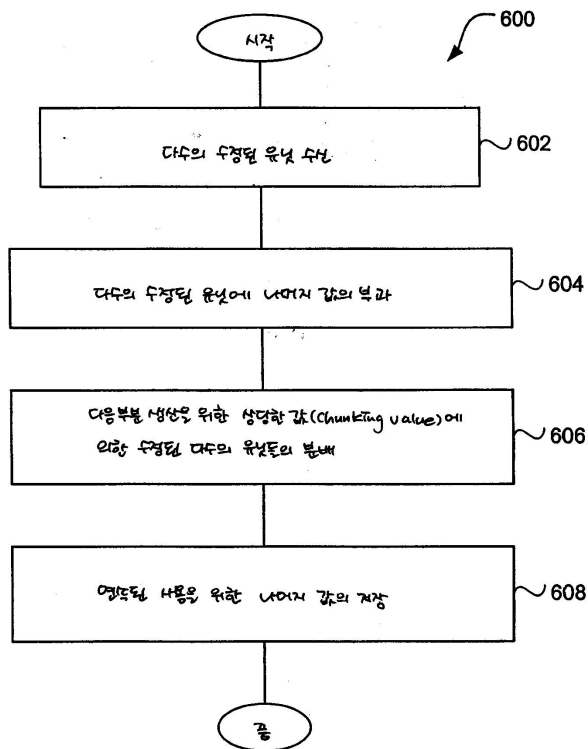 시작
600
다수의 수정된 유닛 수신
602
다수의 수정된 유닛에 나머지 값의 부과
604
다음부분 생산을 위한 상당한 값(Chunking value)에
의한 수정된 다수의 유닛들의 분배
606
연속된 사용을 위한 나머지 값의 저장
608
끝